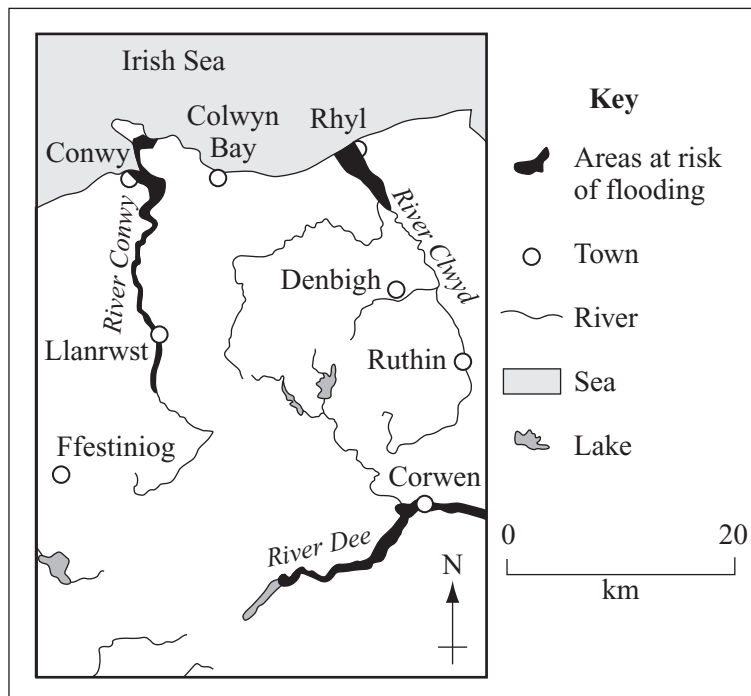 Irish Sea
Colwyn
Bay
Rhyl
Conwy
River Conwy
River Clwyd
Denbigh
Llanrwst
Ruthin
Ffestiniog
Corwen
River Dee
N
Key
Areas at risk
of flooding
Town
River
Sea
Lake
0 20
km